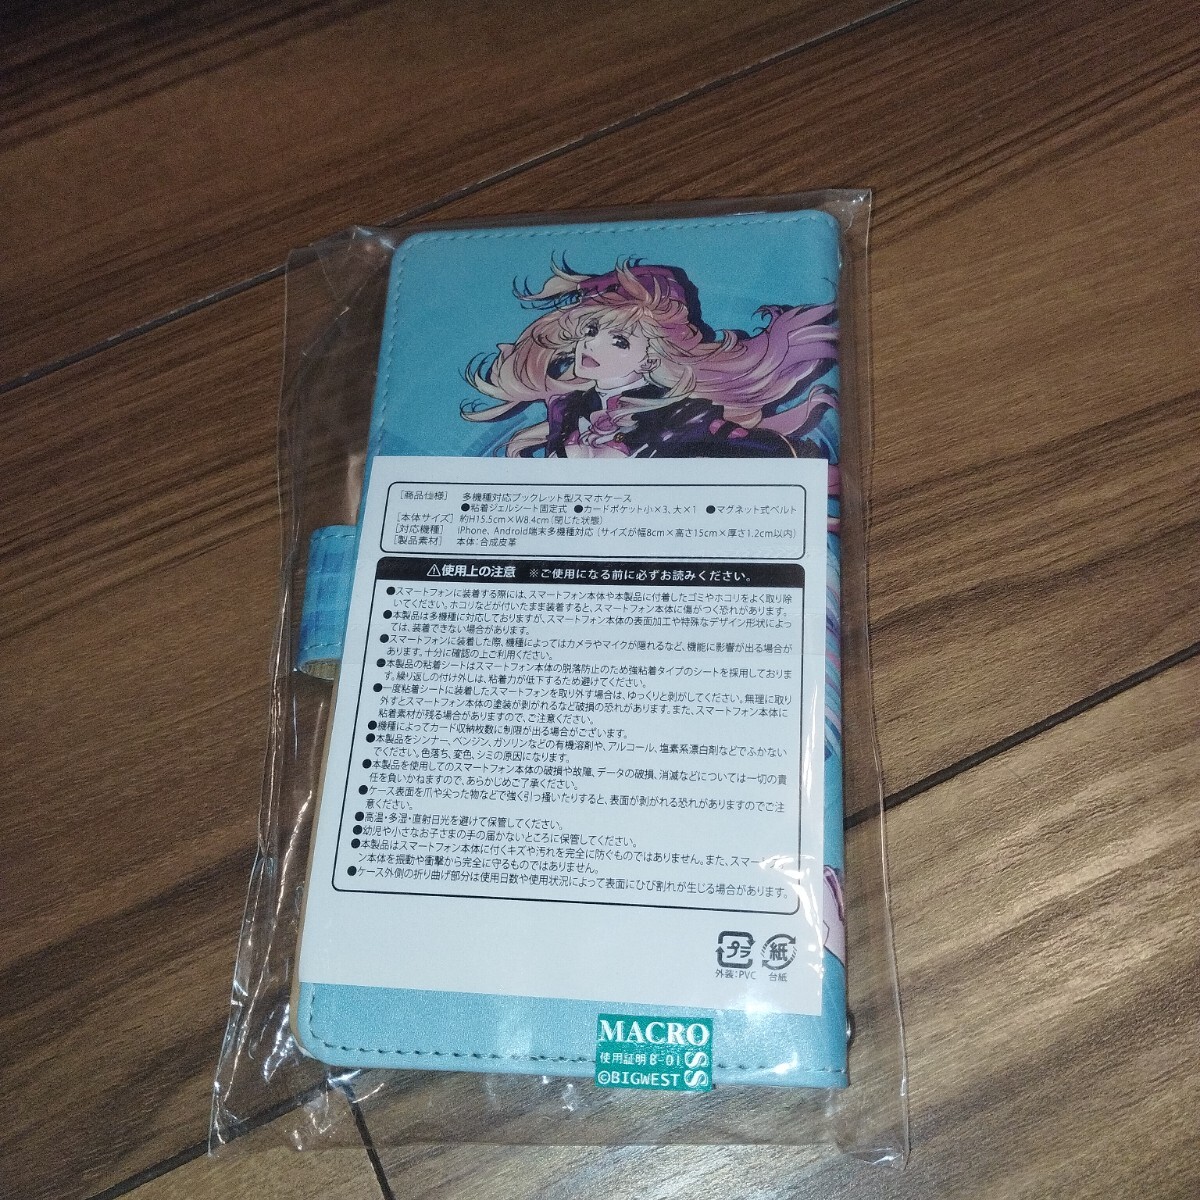 [商品仕様] 多機種対応ブックレット型スマホケース
●粘着ジェルシート固定式 ●カードポケット小×3、大×1 ●マグネット式ベルト
[本体サイズ] 約H15.5cm×W8.4cm(閉じた状態)
[対応機種] iPhone、Android端末多機種対応(サイズが幅8cm×高さ15cm×厚さ1.2cm以内)
[製品素材] 本体:合成皮革
⚠使用上の注意 ※ご使用になる前に必ずお読みください。
●スマートフォンに装着する際には、スマートフォン本体や本製品に付着したゴミやホコリをよく取り除
いてください。ホコリなどが付いたまま装着すると、スマートフォン本体に傷がつく恐れがあります。
●本製品は多機種に対応しておりますが、スマートフォン本体の表面加工や特殊なデザイン形状によっ
ては、装着できない場合があります。
●スマートフォンに装着した際、機種によってはカメラやマイクが隠れるなど、機能に影響が出る場合が
あります。十分に確認の上ご利用ください。
●本製品の粘着シートはスマートフォン本体の脱落防止のため強粘着タイプのシートを採用しておりま
す。繰り返しの付け外しは、粘着力が低下するため避けてください。
●一度粘着シートに装着したスマートフォンを取り外す場合は、ゆっくりと剥がしてください。無理に取り
外すとスマートフォン本体の塗装が剥がれるなど破損の恐れがあります。また、スマートフォン本体に
粘着素材が残る場合がありますので、ご注意ください。
●機種によってカード収納枚数に制限が出る場合がございます。
●本製品をシンナー、ベンジン、ガソリンなどの有機溶剤や、アルコール、塩素系漂白剤などでふかない
でください。色落ち、変色、シミの原因になります。
●本製品を使用してのスマートフォン本体の破損や故障、データの破損、消滅などについては一切の責
任を負いかねますので、あらかじめご了承ください。
●ケース表面を爪や尖った物などで強く引っ掻いたりすると、表面が剥がれる恐れがありますのでご注
意ください。
●高温・多湿・直射日光を避けて保管してください。
●幼児や小さなお子さまの手の届かないところに保管してください。
●本製品はスマートフォン本体に付くキズや汚れを完全に防ぐものではありません。また、スマートフォ
ン本体を振動や衝撃から完全に守るものではありません。
●ケース外側の折り曲げ部分は使用日数や使用状況によって表面にひび割れが生じる場合があります。
プラ 紙
外装:PVC 台紙
MACROSS
使用証明B-01
©BIGWEST